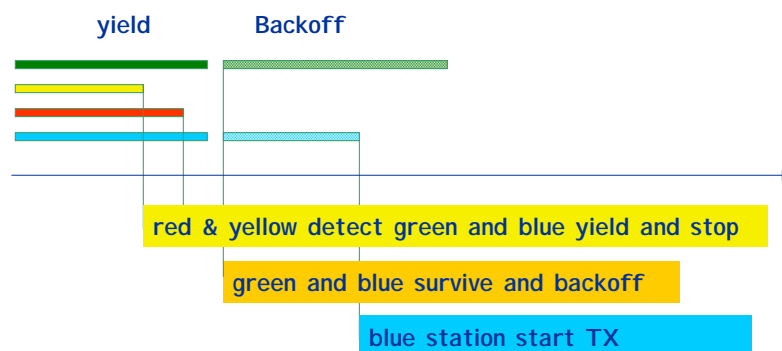 yield Backoff
red & yellow detect green and blue yield and stop
green and blue survive and backoff
blue station start TX